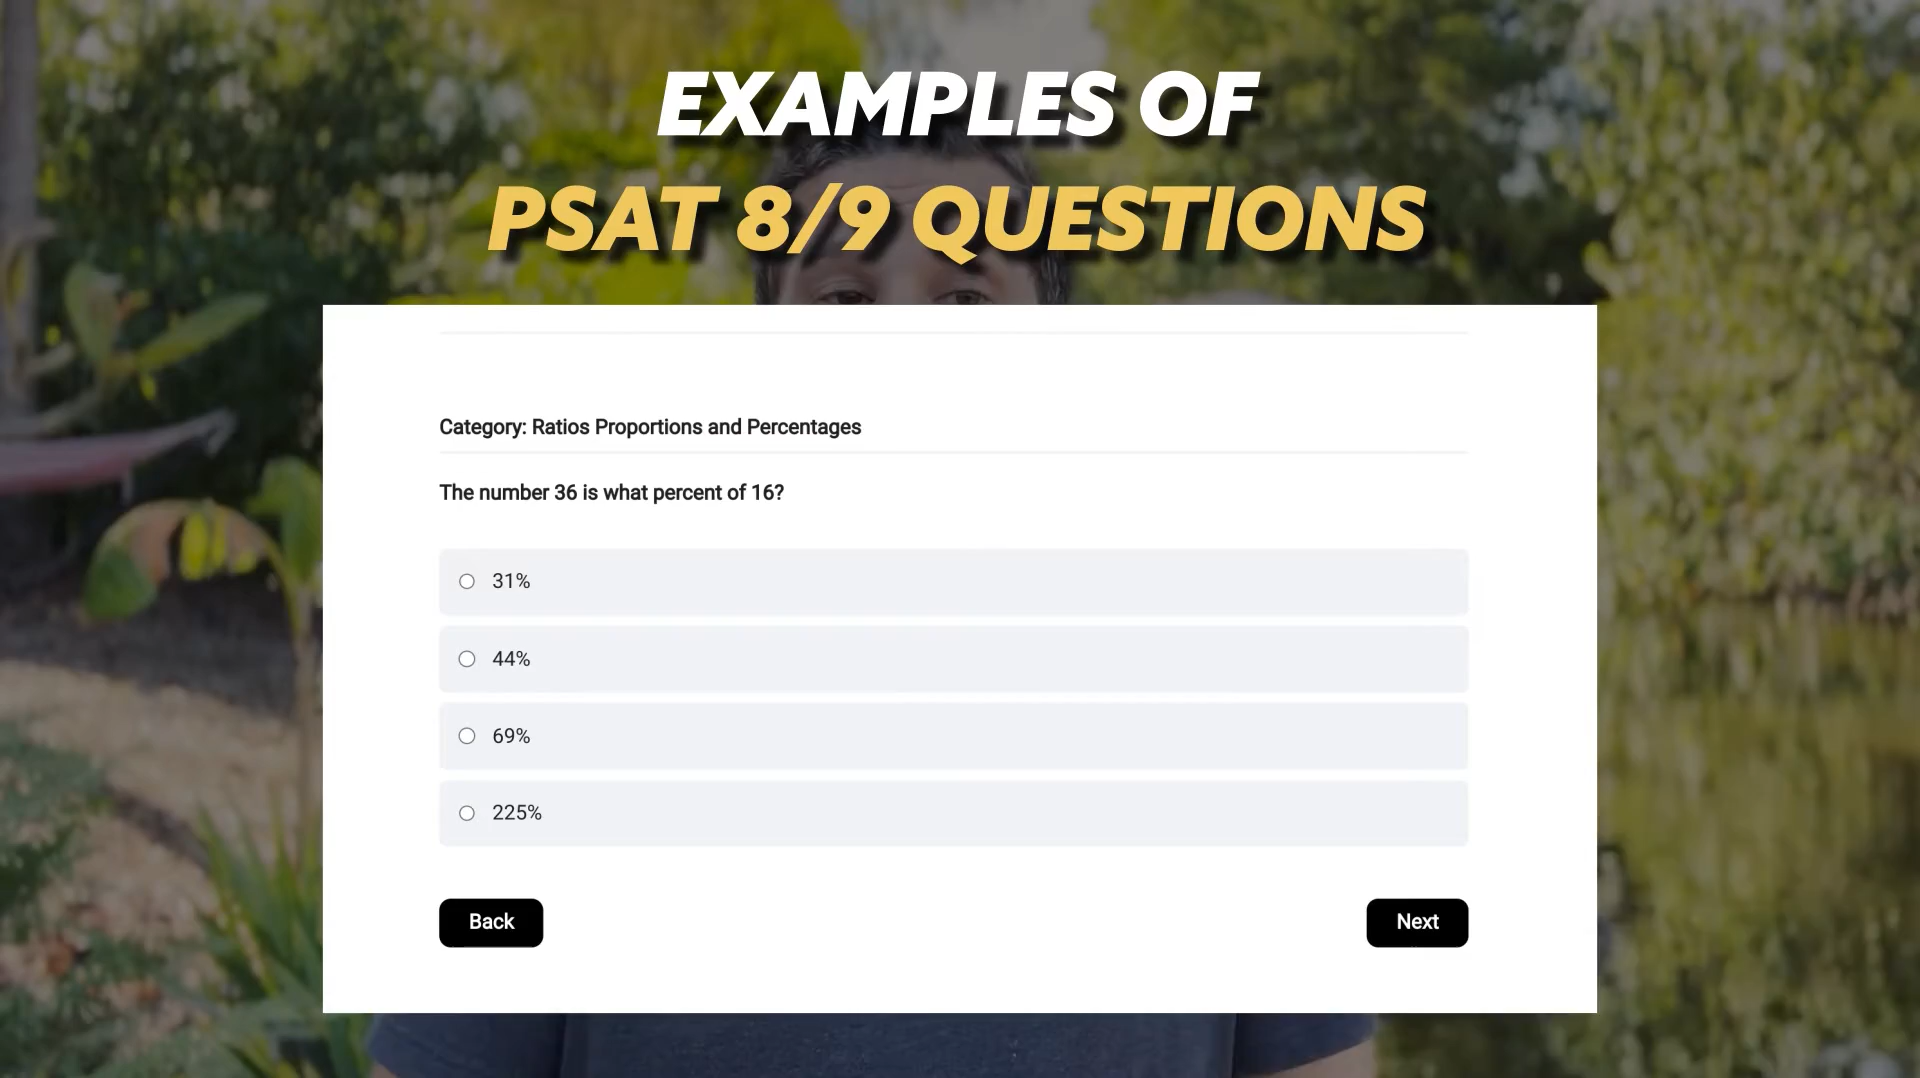 EXAMPLES OF
PSAT 8/9 QUESTIONS
Category: Ratios Proportions and Percentages
The number 36 is what percent of 16?
31%
44%
69%
225%
Back
Next